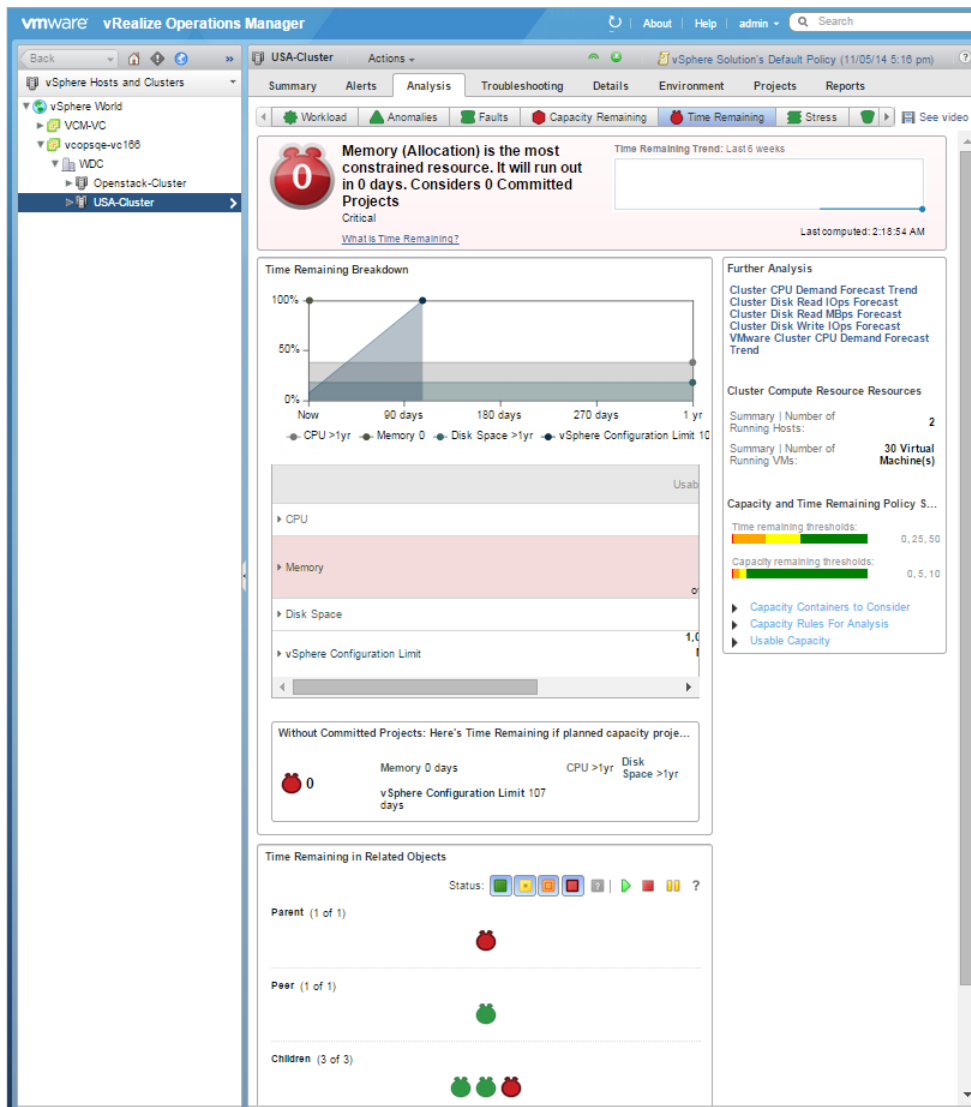 vmware vRealize Operations Manager
About Help admin Search
Back
USA-Cluster Actions vSphere Solution's Default Policy (11/05/14 5:16 pm) ?
vSphere Hosts and Clusters
Summary Alerts Analysis Troubleshooting Details Environment Projects Reports
vSphere World
VCM-VC
vcopsqe-vc166
WDC
Openstack-Cluster
USA-Cluster
Workload Anomalies Faults Capacity Remaining Time Remaining Stress See video
0
Memory (Allocation) is the most
constrained resource. It will run out
in 0 days. Considers 0 Committed
Projects
Critical
What is Time Remaining?
Time Remaining Trend: Last 6 weeks
Last computed: 2:18:54 AM
Time Remaining Breakdown
100%
50%
0%
Now 90 days 180 days 270 days 1 yr
CPU >1yr Memory 0 Disk Space >1yr vSphere Configuration Limit 10
Usab
CPU
Memory
Disk Space
1,0
vSphere Configuration Limit
Without Committed Projects: Here's Time Remaining if planned capacity proje...
0
Memory 0 days CPU >1yr Disk
Space >1yr
vSphere Configuration Limit 107
days
Further Analysis
Cluster CPU Demand Forecast Trend
Cluster Disk Read IOps Forecast
Cluster Disk Read MBps Forecast
Cluster Disk Write IOps Forecast
VMware Cluster CPU Demand Forecast
Trend
Cluster Compute Resource Resources
Summary | Number of
Running Hosts: 2
Summary | Number of 30 Virtual
Running VMs: Machine(s)
Capacity and Time Remaining Policy S...
Time remaining thresholds:
0, 25, 50
Capacity remaining thresholds:
0, 5, 10
Capacity Containers to Consider
Capacity Rules For Analysis
Usable Capacity
Time Remaining in Related Objects
Status: ? ?
Parent (1 of 1)
Peer (1 of 1)
Children (3 of 3)